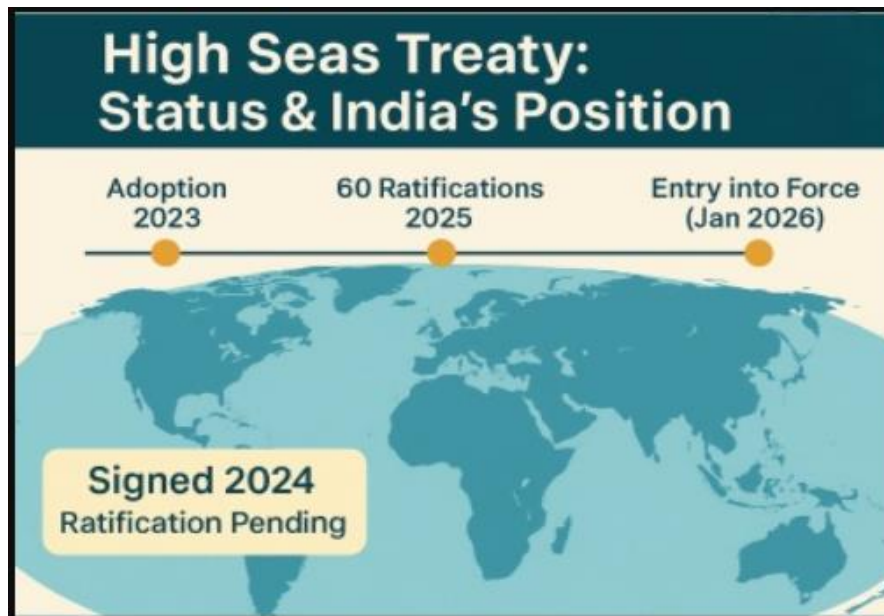 High Seas Treaty:
Status & India's Position
Adoption
2023
60 Ratifications
2025
Entry into Force
(Jan 2026)
Signed 2024
Ratification Pending